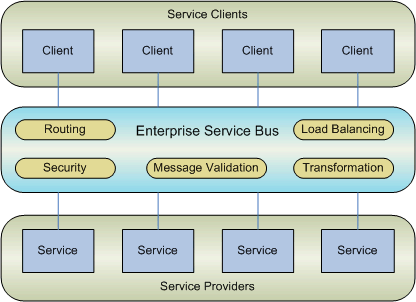 Service Clients
Client
Client
Client
Client
Routing
Enterprise Service Bus
Load Balancing
Security
Message Validation
Transformation
Service
Service
Service
Service
Service Providers